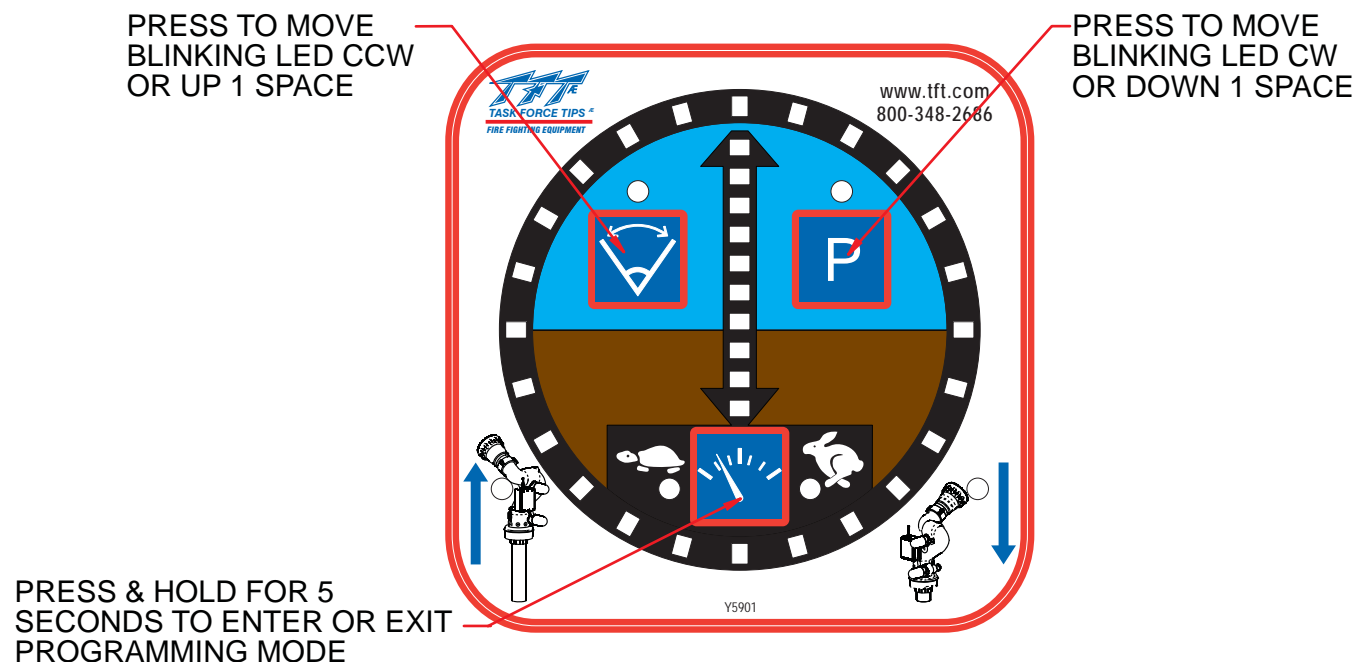 PRESS TO MOVE
BLINKING LED CCW
OR UP 1 SPACE
PRESS TO MOVE
BLINKING LED CW
OR DOWN 1 SPACE
TFT Æ
TASK FORCE TIPS Æ
FIRE FIGHTING EQUIPMENT
www.tft.com
800-348-2686
P
PRESS & HOLD FOR 5
SECONDS TO ENTER OR EXIT
PROGRAMMING MODE
Y5901